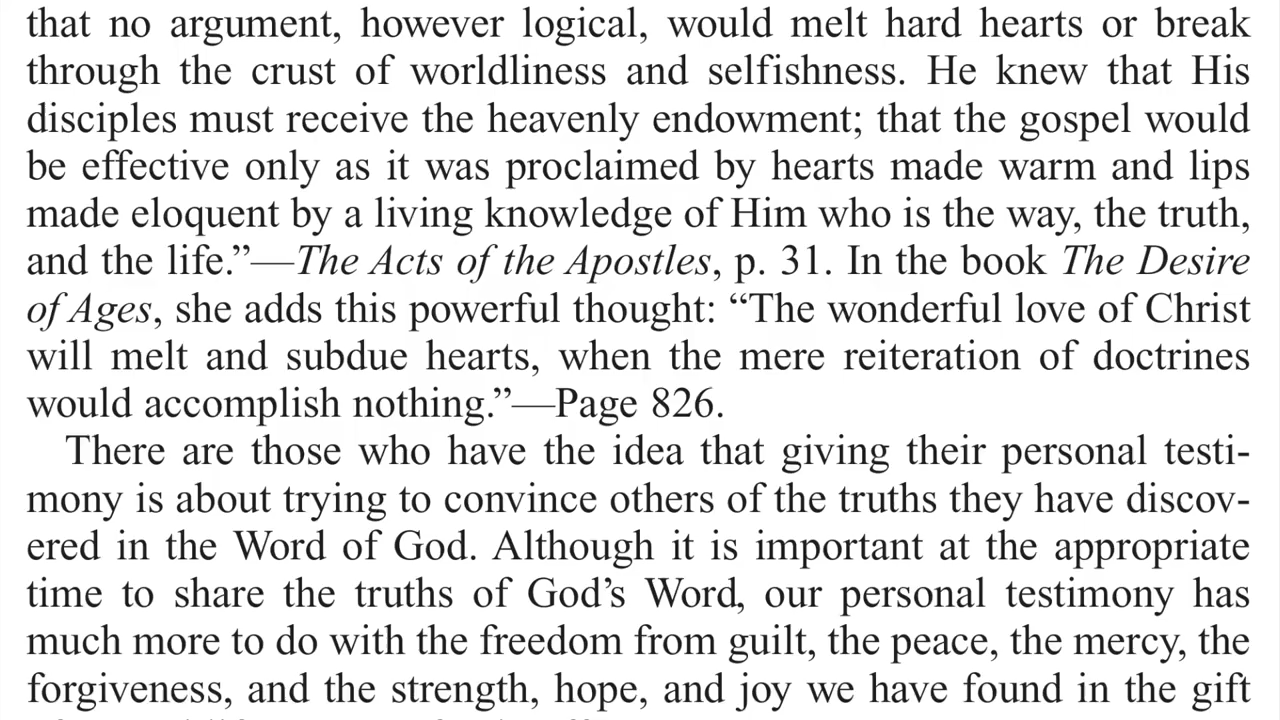 that no argument, however logical, would melt hard hearts or break
through the crust of worldliness and selfishness. He knew that His
disciples must receive the heavenly endowment; that the gospel would
be effective only as it was proclaimed by hearts made warm and lips
made eloquent by a living knowledge of Him who is the way, the truth,
and the life.”—The Acts of the Apostles, p. 31. In the book The Desire
of Ages, she adds this powerful thought: “The wonderful love of Christ
will melt and subdue hearts, when the mere reiteration of doctrines
would accomplish nothing.”—Page 826.
There are those who have the idea that giving their personal testi-
mony is about trying to convince others of the truths they have discov-
ered in the Word of God. Although it is important at the appropriate
time to share the truths of God’s Word, our personal testimony has
much more to do with the freedom from guilt, the peace, the mercy, the
forgiveness, and the strength, hope, and joy we have found in the gift